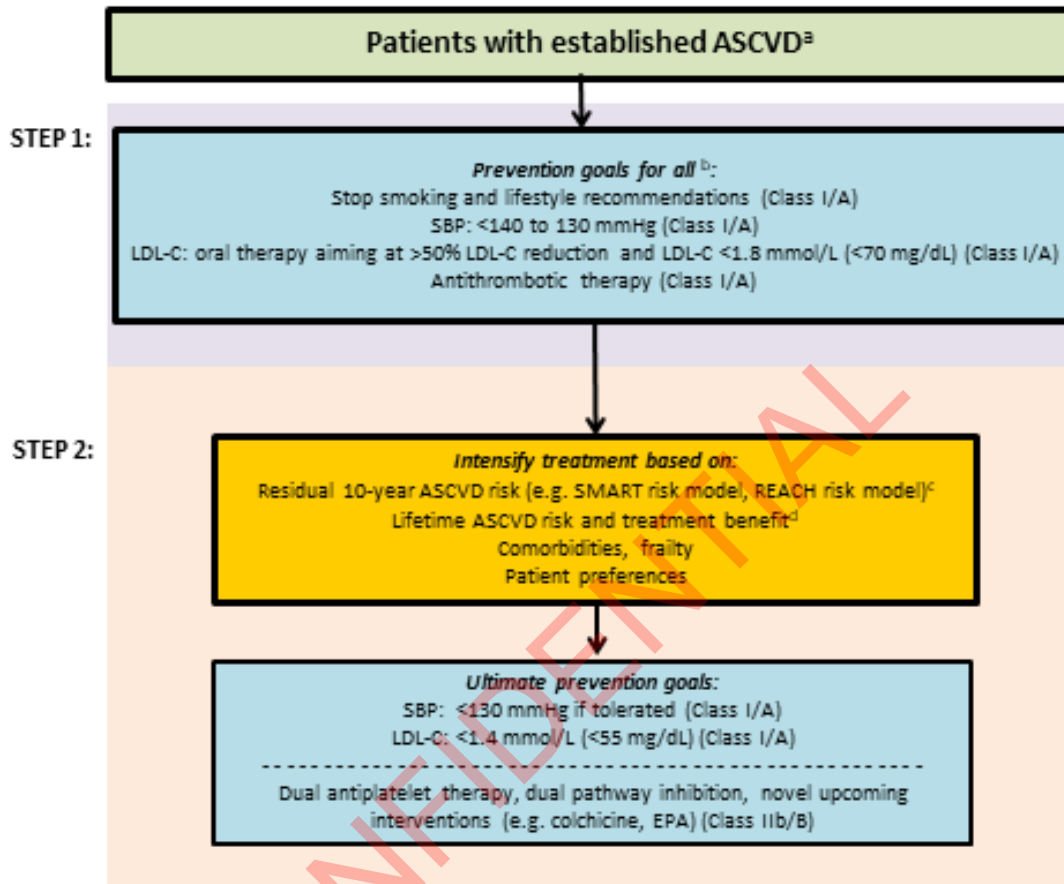 Patients with established ASCVDᵃ
STEP 1:
Prevention goals for all ᵇ:
Stop smoking and lifestyle recommendations (Class I/A)
SBP: <140 to 130 mmHg (Class I/A)
LDL-C: oral therapy aiming at >50% LDL-C reduction and LDL-C <1.8 mmol/L (<70 mg/dL) (Class I/A)
Antithrombotic therapy (Class I/A)
STEP 2:
Intensify treatment based on:
Residual 10-year ASCVD risk (e.g. SMART risk model, REACH risk model)ᶜ
Lifetime ASCVD risk and treatment benefitᵈ
Comorbidities, frailty
Patient preferences
Ultimate prevention goals:
SBP: <130 mmHg if tolerated (Class I/A)
LDL-C: <1.4 mmol/L (<55 mg/dL) (Class I/A)
Dual antiplatelet therapy, dual pathway inhibition, novel upcoming
interventions (e.g. colchicine, EPA) (Class IIb/B)
NFIDENTIAL